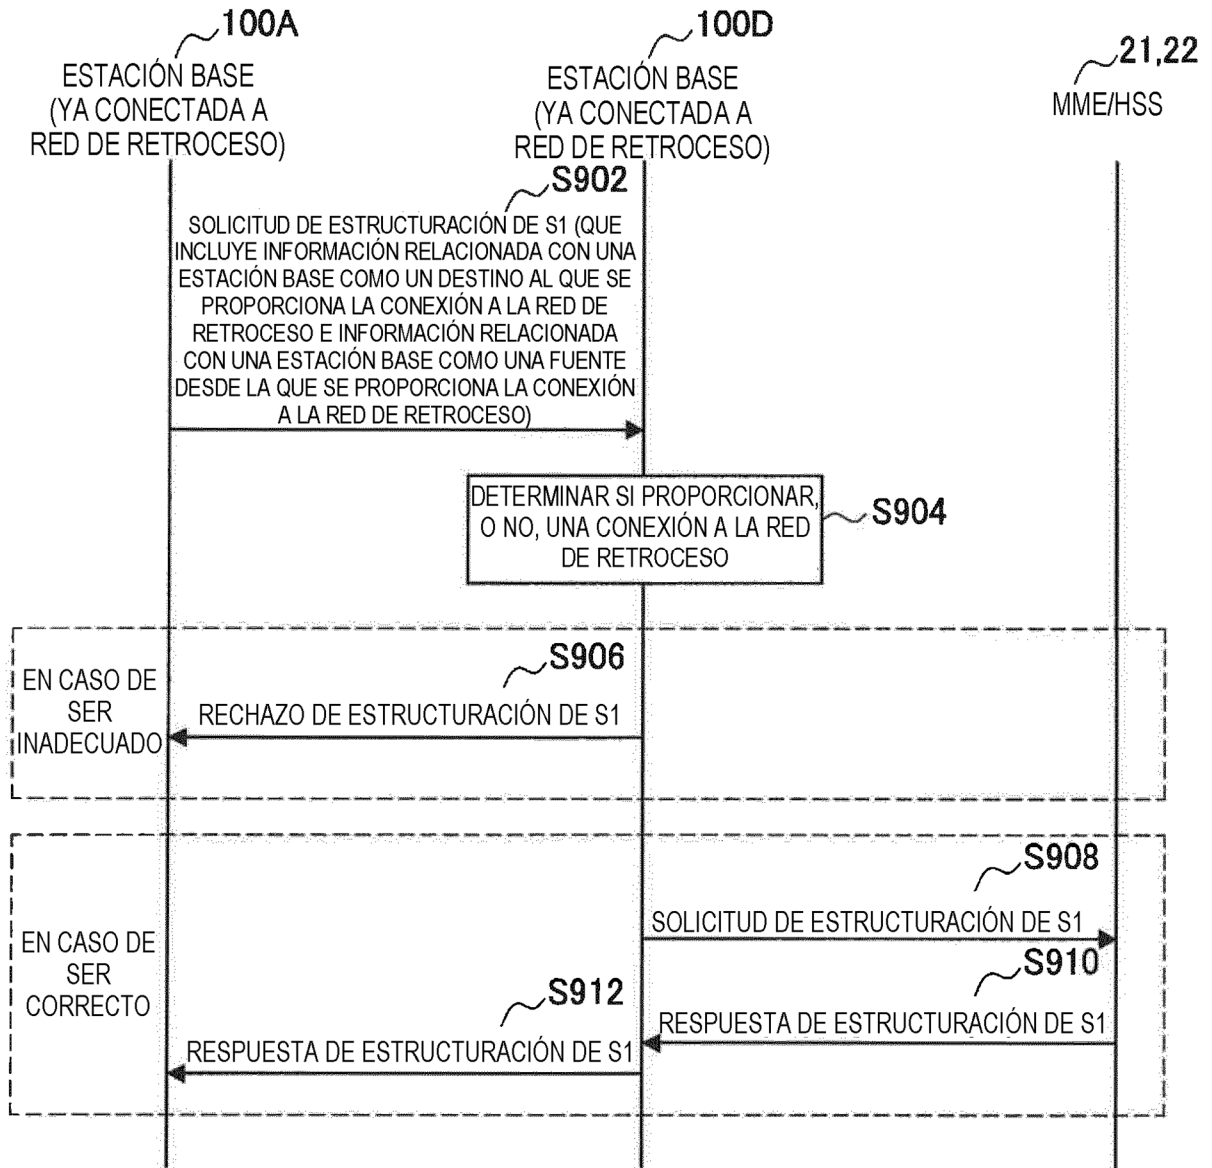 100A
ESTACIÓN BASE
(YA CONECTADA A
RED DE RETROCESO)
100D
ESTACIÓN BASE
(YA CONECTADA A
RED DE RETROCESO)
21,22
MME/HSS
S902
SOLICITUD DE ESTRUCTURACIÓN DE S1 (QUE
INCLUYE INFORMACIÓN RELACIONADA CON UNA
ESTACIÓN BASE COMO UN DESTINO AL QUE SE
PROPORCIONA LA CONEXIÓN A LA RED DE
RETROCESO E INFORMACIÓN RELACIONADA
CON UNA ESTACIÓN BASE COMO UNA FUENTE
DESDE LA QUE SE PROPORCIONA LA CONEXIÓN
A LA RED DE RETROCESO)
DETERMINAR SI PROPORCIONAR,
O NO, UNA CONEXIÓN A LA RED
DE RETROCESO
S904
EN CASO DE
SER
INADECUADO
S906
RECHAZO DE ESTRUCTURACIÓN DE S1
EN CASO DE
SER
CORRECTO
S908
SOLICITUD DE ESTRUCTURACIÓN DE S1
S910
RESPUESTA DE ESTRUCTURACIÓN DE S1
S912
RESPUESTA DE ESTRUCTURACIÓN DE S1